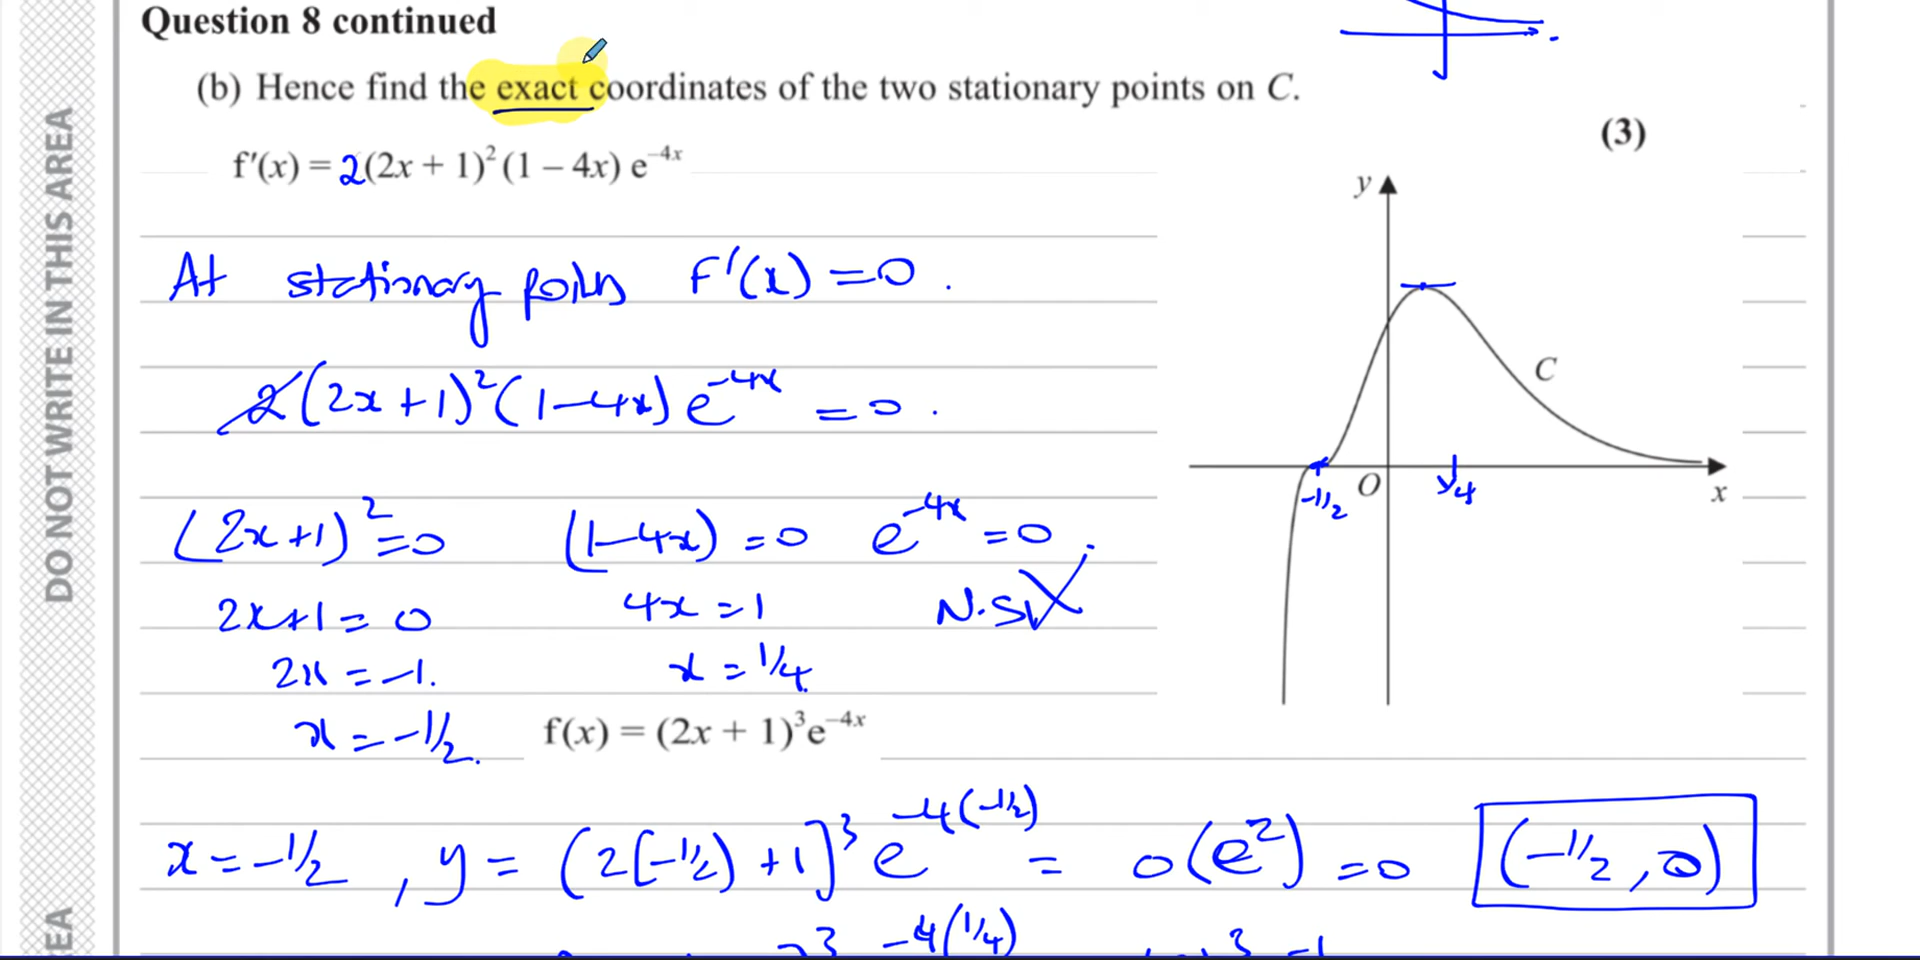 Question 8 continued
(b) Hence find the exact coordinates of the two stationary points on C.
(3)
f′(x) = 2(2x + 1)²(1 – 4x) e⁻⁴ˣ
At stationary points f'(x) = 0.
2(2x+1)²(1–4x) e⁻⁴ˣ = 0.
(2x+1)² = 0 (1–4x) = 0 e⁻⁴ˣ = 0.
2x+1 = 0 4x = 1 N.S
2x = –1. x = 1/4.
x = –1/2. f(x) = (2x + 1)³e⁻⁴ˣ
x = –1/2, y = (2[–1/2) + 1]³ e^–4(–1/2) = 0(e²) = 0 (–1/2, 0)
–4(1/4)
y
C
O
x
–1/2
1/4
DO NOT WRITE IN THIS AREA
EA